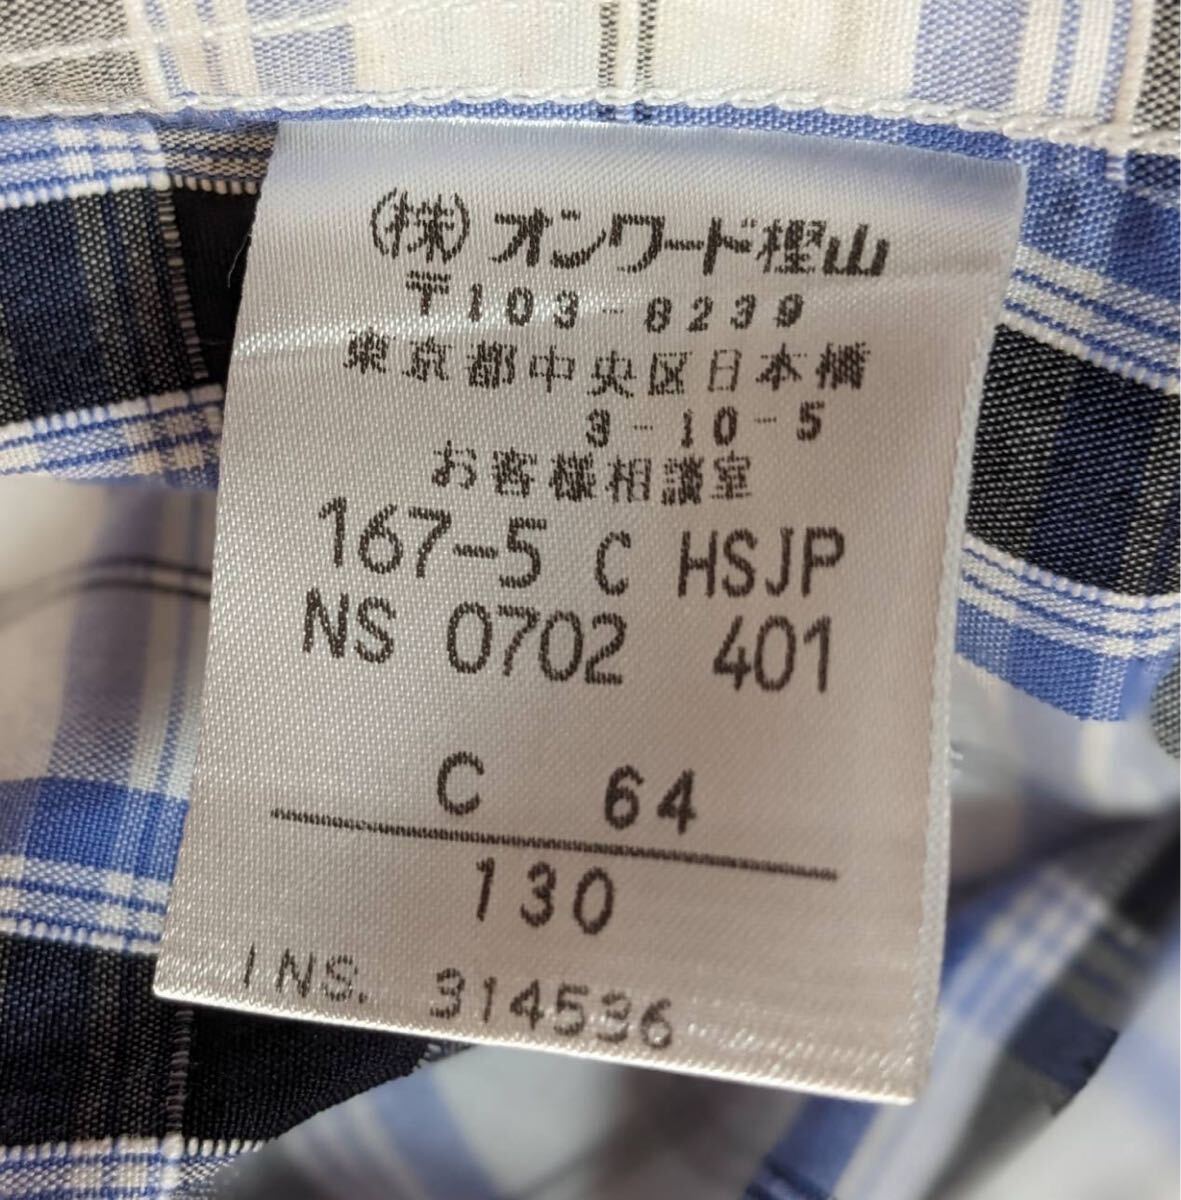 (株)オンワード樫山
〒103-8239
東京都中央区日本橋
3-10-5
お客様相談室
167-5 C HSJP
NS 0702 401
C 64
130
INS. 314536